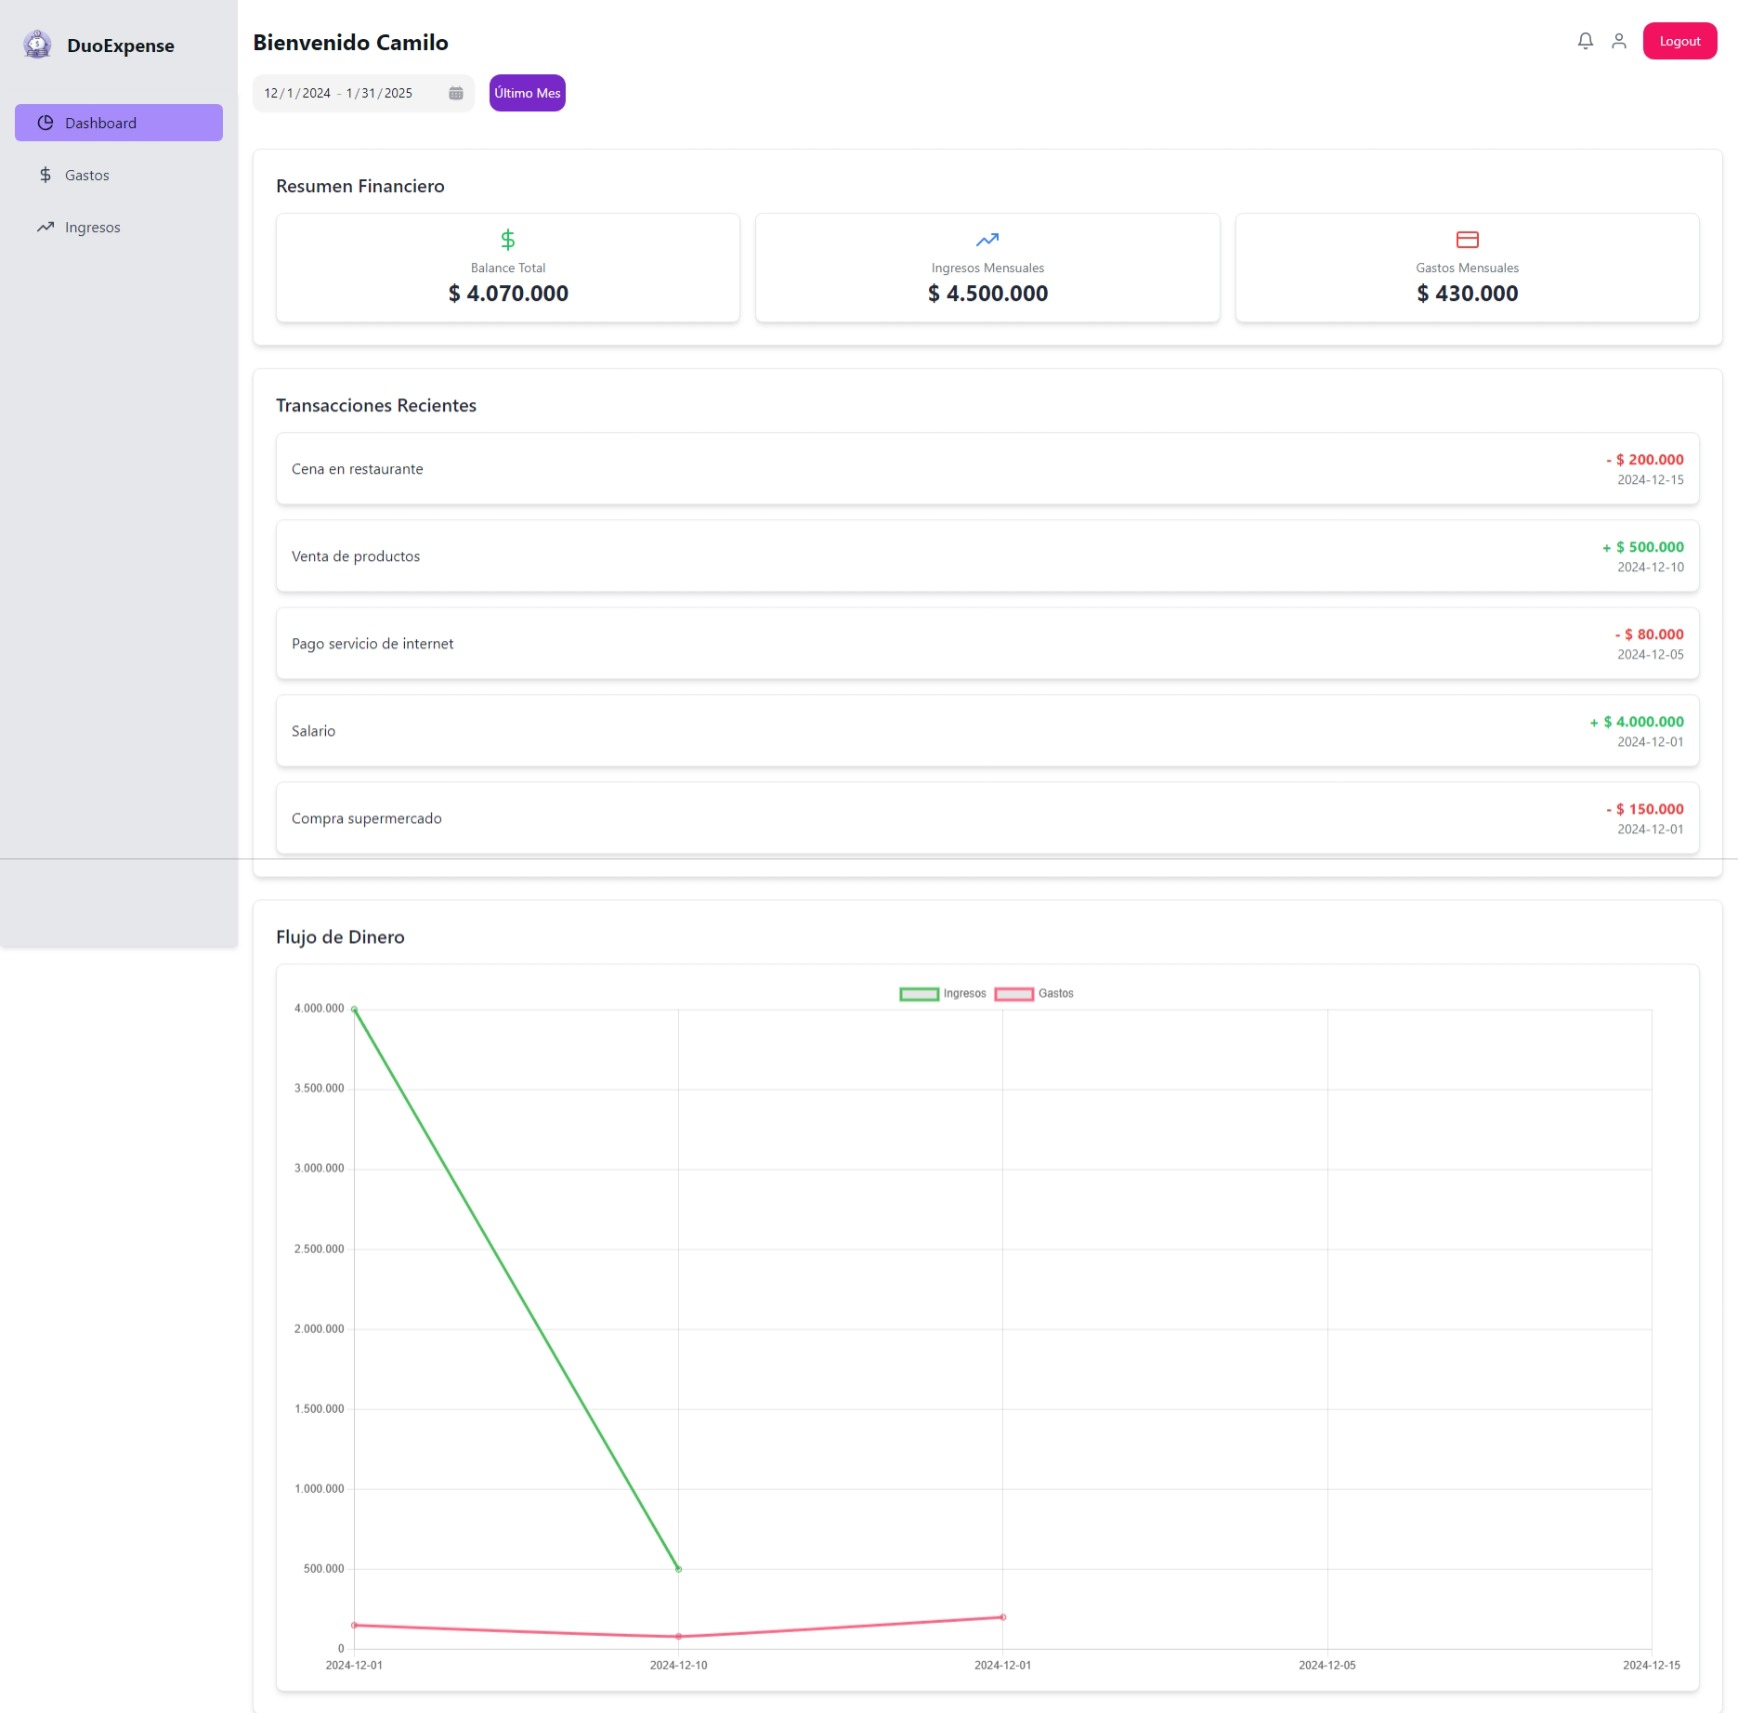 DuoExpense
Dashboard
Gastos
Ingresos
Bienvenido Camilo
Logout
12/1/2024 - 1/31/2025
Último Mes
Resumen Financiero
Balance Total
$ 4.070.000
Ingresos Mensuales
$ 4.500.000
Gastos Mensuales
$ 430.000
Transacciones Recientes
Cena en restaurante
- $ 200.000
2024-12-15
Venta de productos
+ $ 500.000
2024-12-10
Pago servicio de internet
- $ 80.000
2024-12-05
Salario
+ $ 4.000.000
2024-12-01
Compra supermercado
- $ 150.000
2024-12-01
Flujo de Dinero
Ingresos Gastos
4.000.000
3.500.000
3.000.000
2.500.000
2.000.000
1.500.000
1.000.000
500.000
0
2024-12-01 2024-12-10 2024-12-01 2024-12-05 2024-12-15